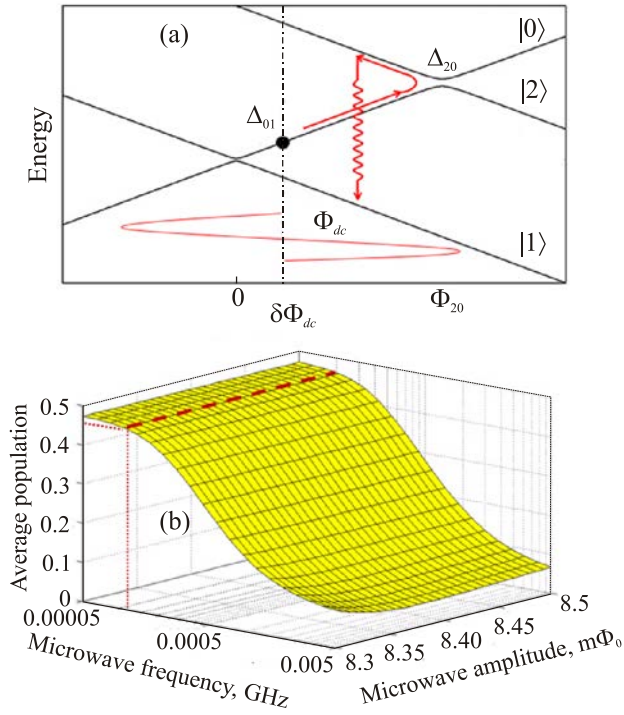 (a)
|0⟩
Δ₂₀
|2⟩
Δ₀₁
Energy
Φ_dc
|1⟩
0
Φ₂₀
δΦ_dc
0.5
0.4
0.3
0.2
0.1
0
Average population
(b)
0.00005
0.0005
0.005
Microwave frequency, GHz
8.3
8.35
8.40
8.45
8.5
Microwave amplitude, mΦ₀